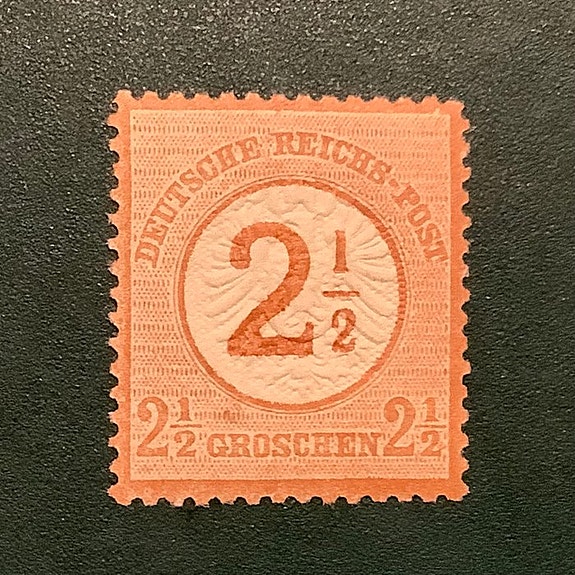 DEUTSCHE REICHS-POST
2 1/2
2 1/2 GROSCHEN 2 1/2